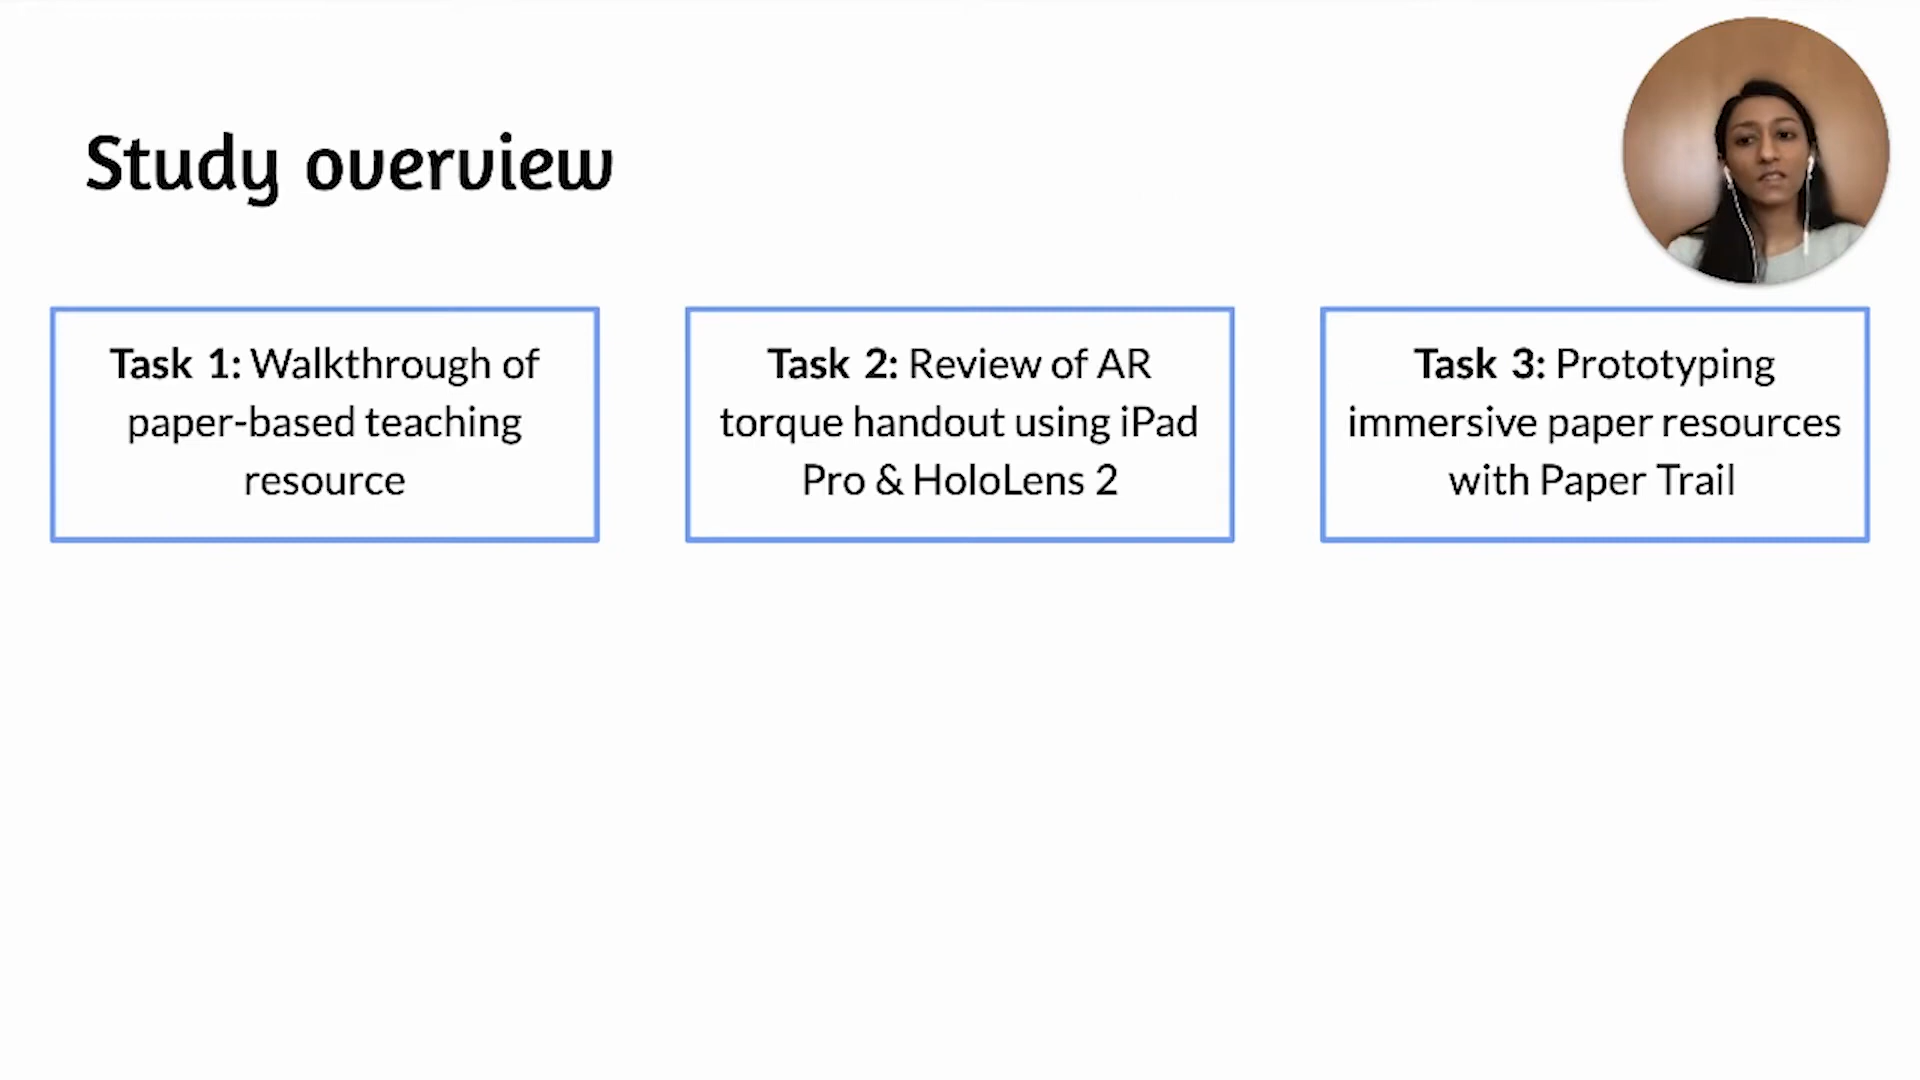 Study overview
Task 1: Walkthrough of
paper-based teaching
resource
Task 2: Review of AR
torque handout using iPad
Pro & HoloLens 2
Task 3: Prototyping
immersive paper resources
with Paper Trail